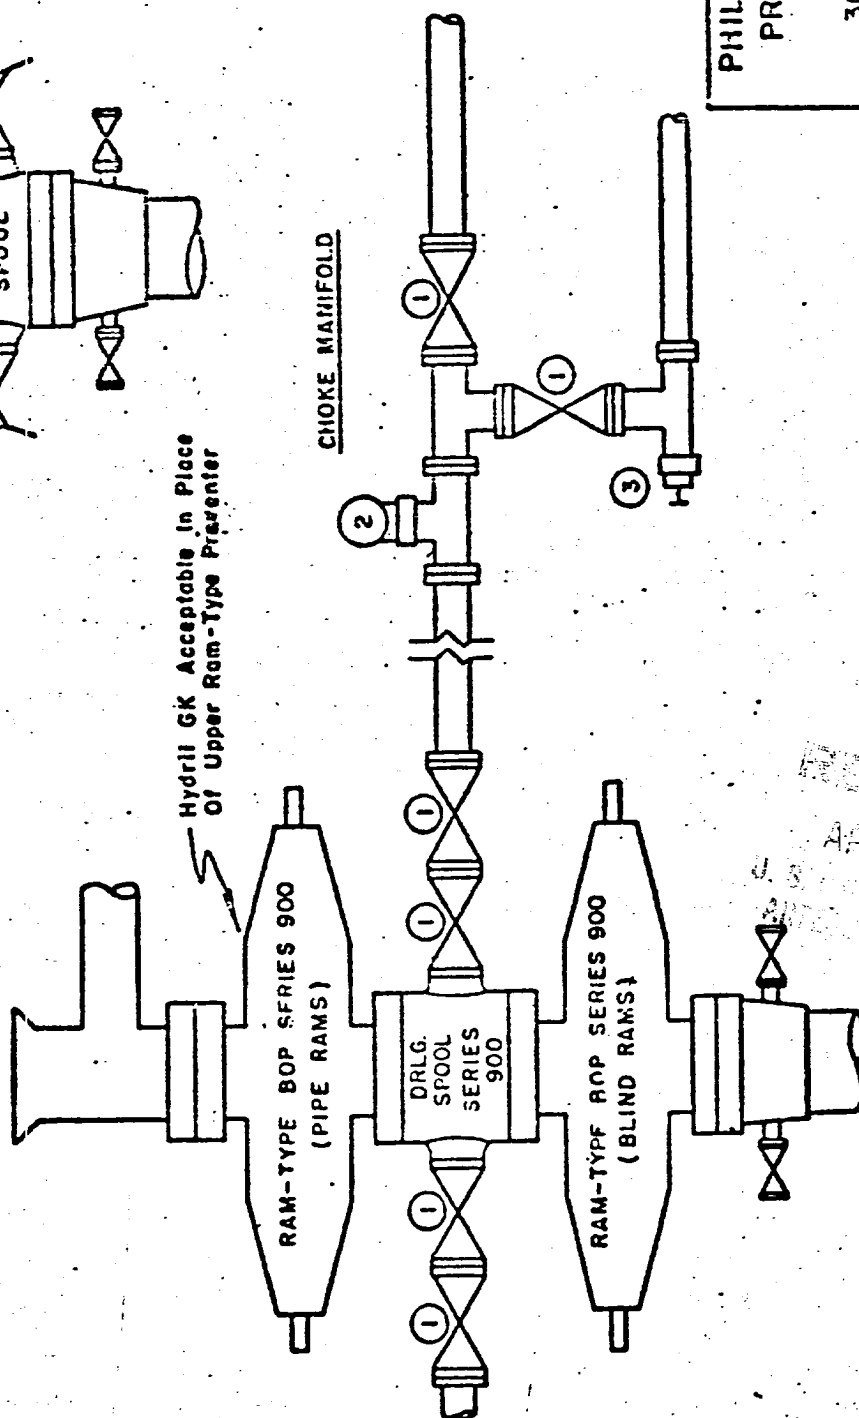 PHIL
PR
SPOOL
CHOKE MANIFOLD
Hydril GK Acceptable In Place
Of Upper Ram-Type Preventer
1
1
2
3
1
1
1
1
RAM-TYPE BOP SERIES 900
(PIPE RAMS)
DRLG.
SPOOL
SERIES
900
RAM-TYPE BOP SERIES 900
(BLIND RAMS)
U. S.